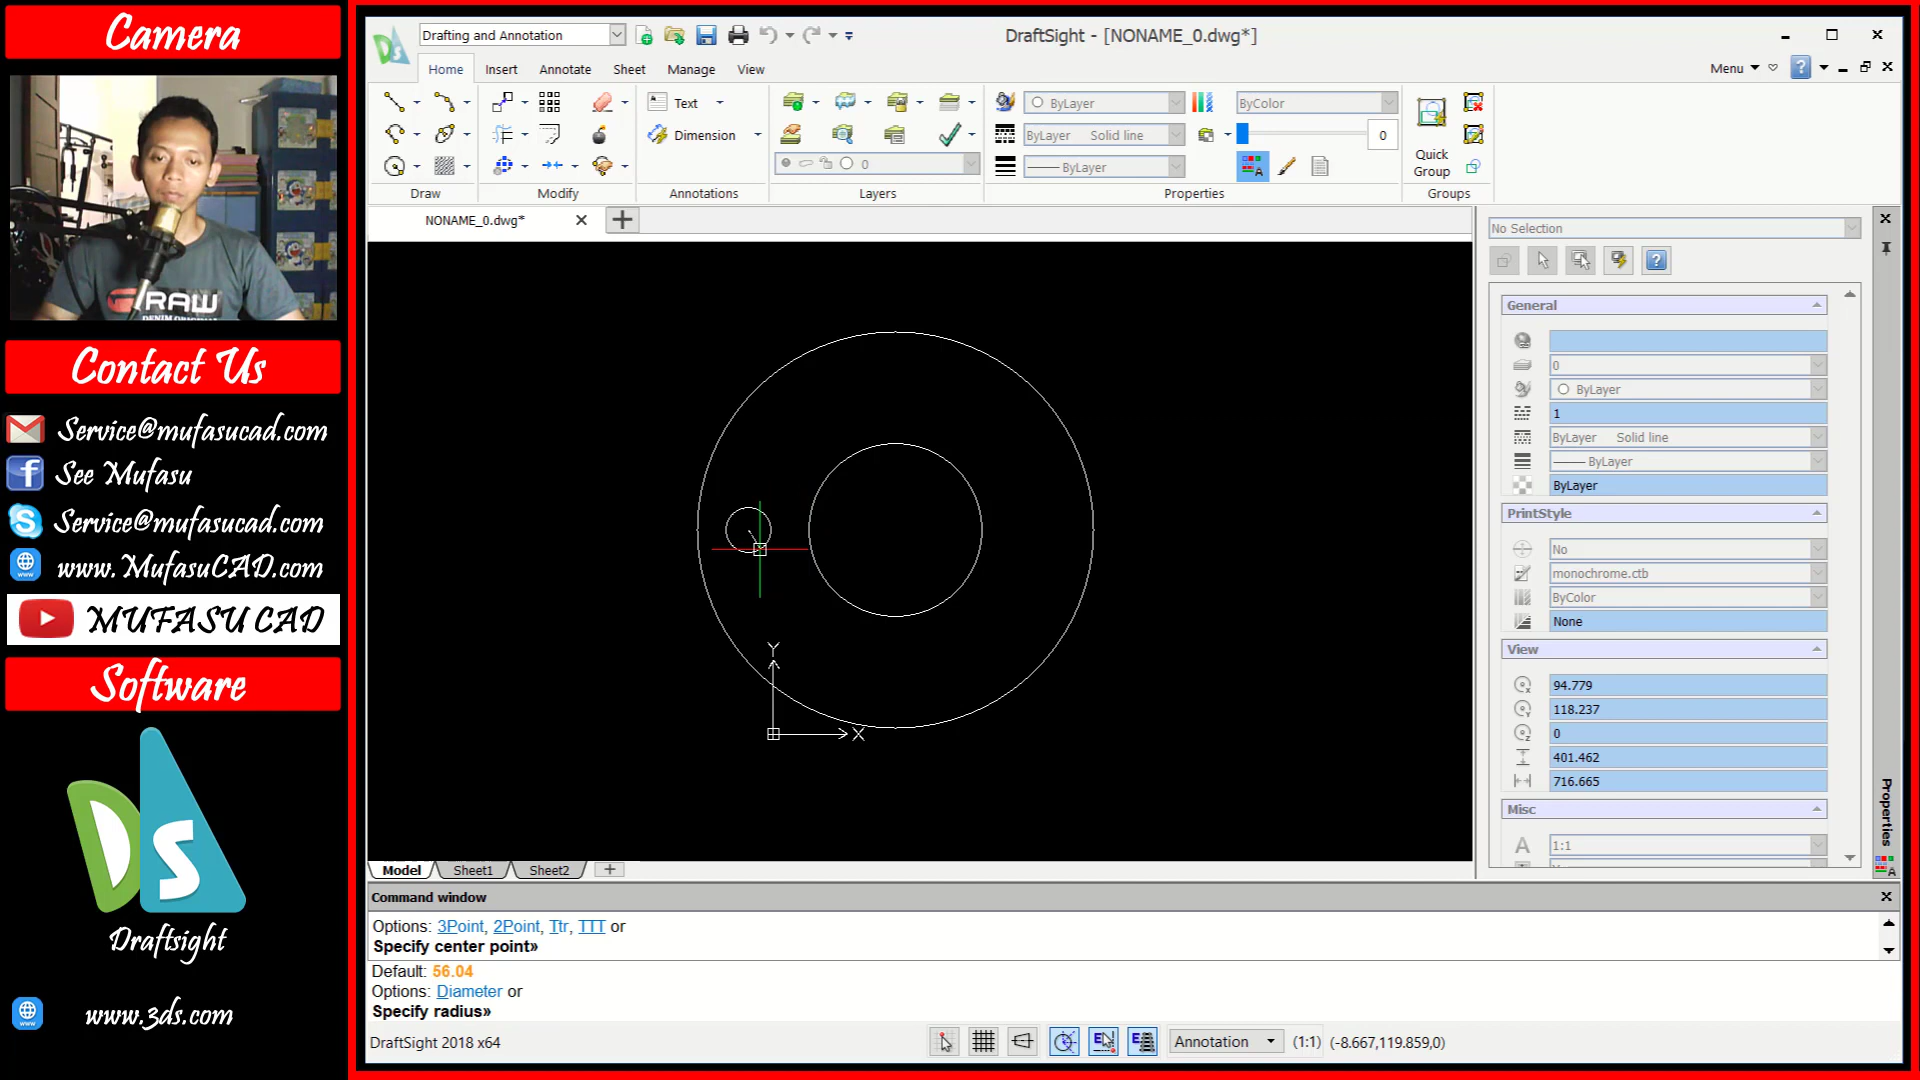 Camera
GRAW
DENIM ORIGINAL
Contact Us
Service@mufasucad.com
See Mufasu
Service@mufasucad.com
www.MufasuCAD.com
MUFASU CAD
Software
DS
Draftsight
www.3ds.com
DS
Drafting and Annotation
DraftSight - [NONAME_0.dwg*]
Home
Insert
Annotate
Sheet
Manage
View
Menu
?
Text
Dimension
0
ByLayer
ByLayer Solid line
ByLayer
ByColor
0
Quick
Group
Draw
Modify
Annotations
Layers
Properties
Groups
NONAME_0.dwg*
Y
X
No Selection
?
General
0
ByLayer
1
ByLayer Solid line
ByLayer
ByLayer
PrintStyle
No
monochrome.ctb
ByColor
None
View
94.779
118.237
0
401.462
716.665
Misc
A
1:1
Properties
Model
Sheet1
Sheet2
Command window
Options: 3Point, 2Point, Ttr, TTT or
Specify center point»
Default: 56.04
Options: Diameter or
Specify radius»
DraftSight 2018 x64
Annotation
(1:1)
(-8.667,119.859,0)